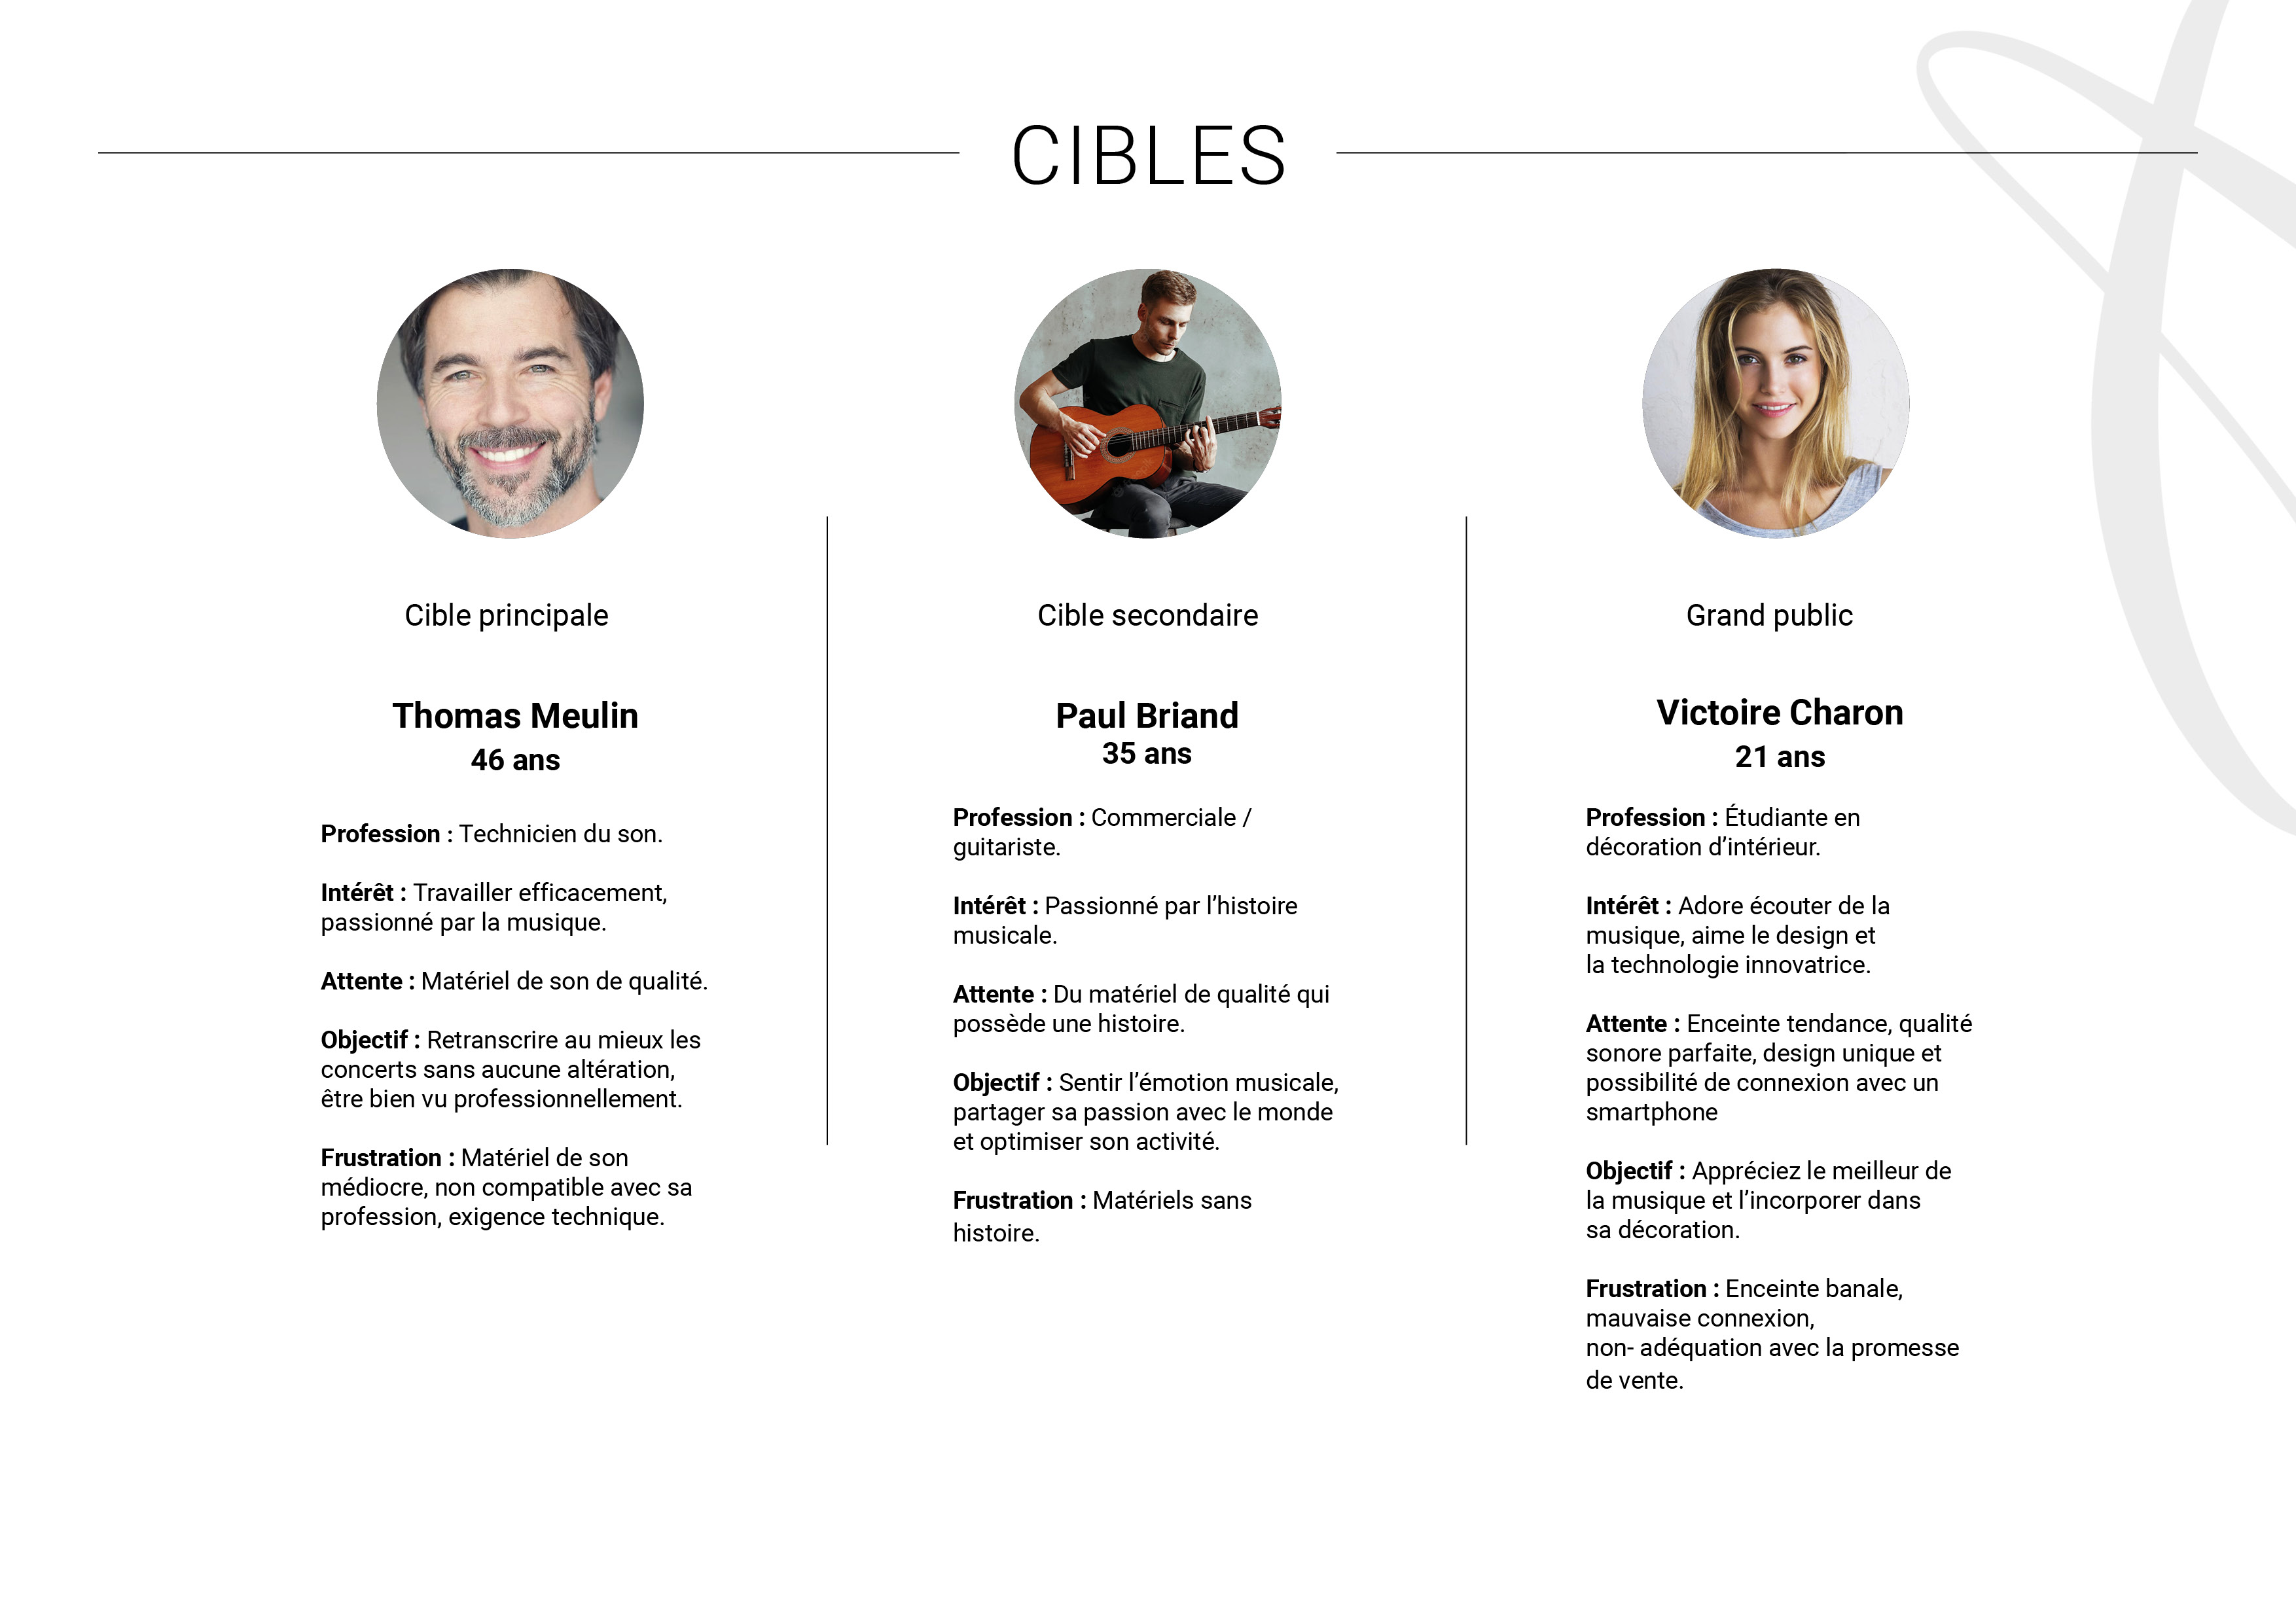 CIBLES
Cible principale
Thomas Meulin
46 ans
Profession : Technicien du son.
Intérêt : Travailler efficacement,
passionné par la musique.
Attente : Matériel de son de qualité.
Objectif : Retranscrire au mieux les
concerts sans aucune altération,
être bien vu professionnellement.
Frustration : Matériel de son
médiocre, non compatible avec sa
profession, exigence technique.
Cible secondaire
Paul Briand
35 ans
Profession : Commerciale /
guitariste.
Intérêt : Passionné par l’histoire
musicale.
Attente : Du matériel de qualité qui
possède une histoire.
Objectif : Sentir l’émotion musicale,
partager sa passion avec le monde
et optimiser son activité.
Frustration : Matériels sans
histoire.
Grand public
Victoire Charon
21 ans
Profession : Étudiante en
décoration d’intérieur.
Intérêt : Adore écouter de la
musique, aime le design et
la technologie innovatrice.
Attente : Enceinte tendance, qualité
sonore parfaite, design unique et
possibilité de connexion avec un
smartphone
Objectif : Appréciez le meilleur de
la musique et l’incorporer dans
sa décoration.
Frustration : Enceinte banale,
mauvaise connexion,
non- adéquation avec la promesse
de vente.